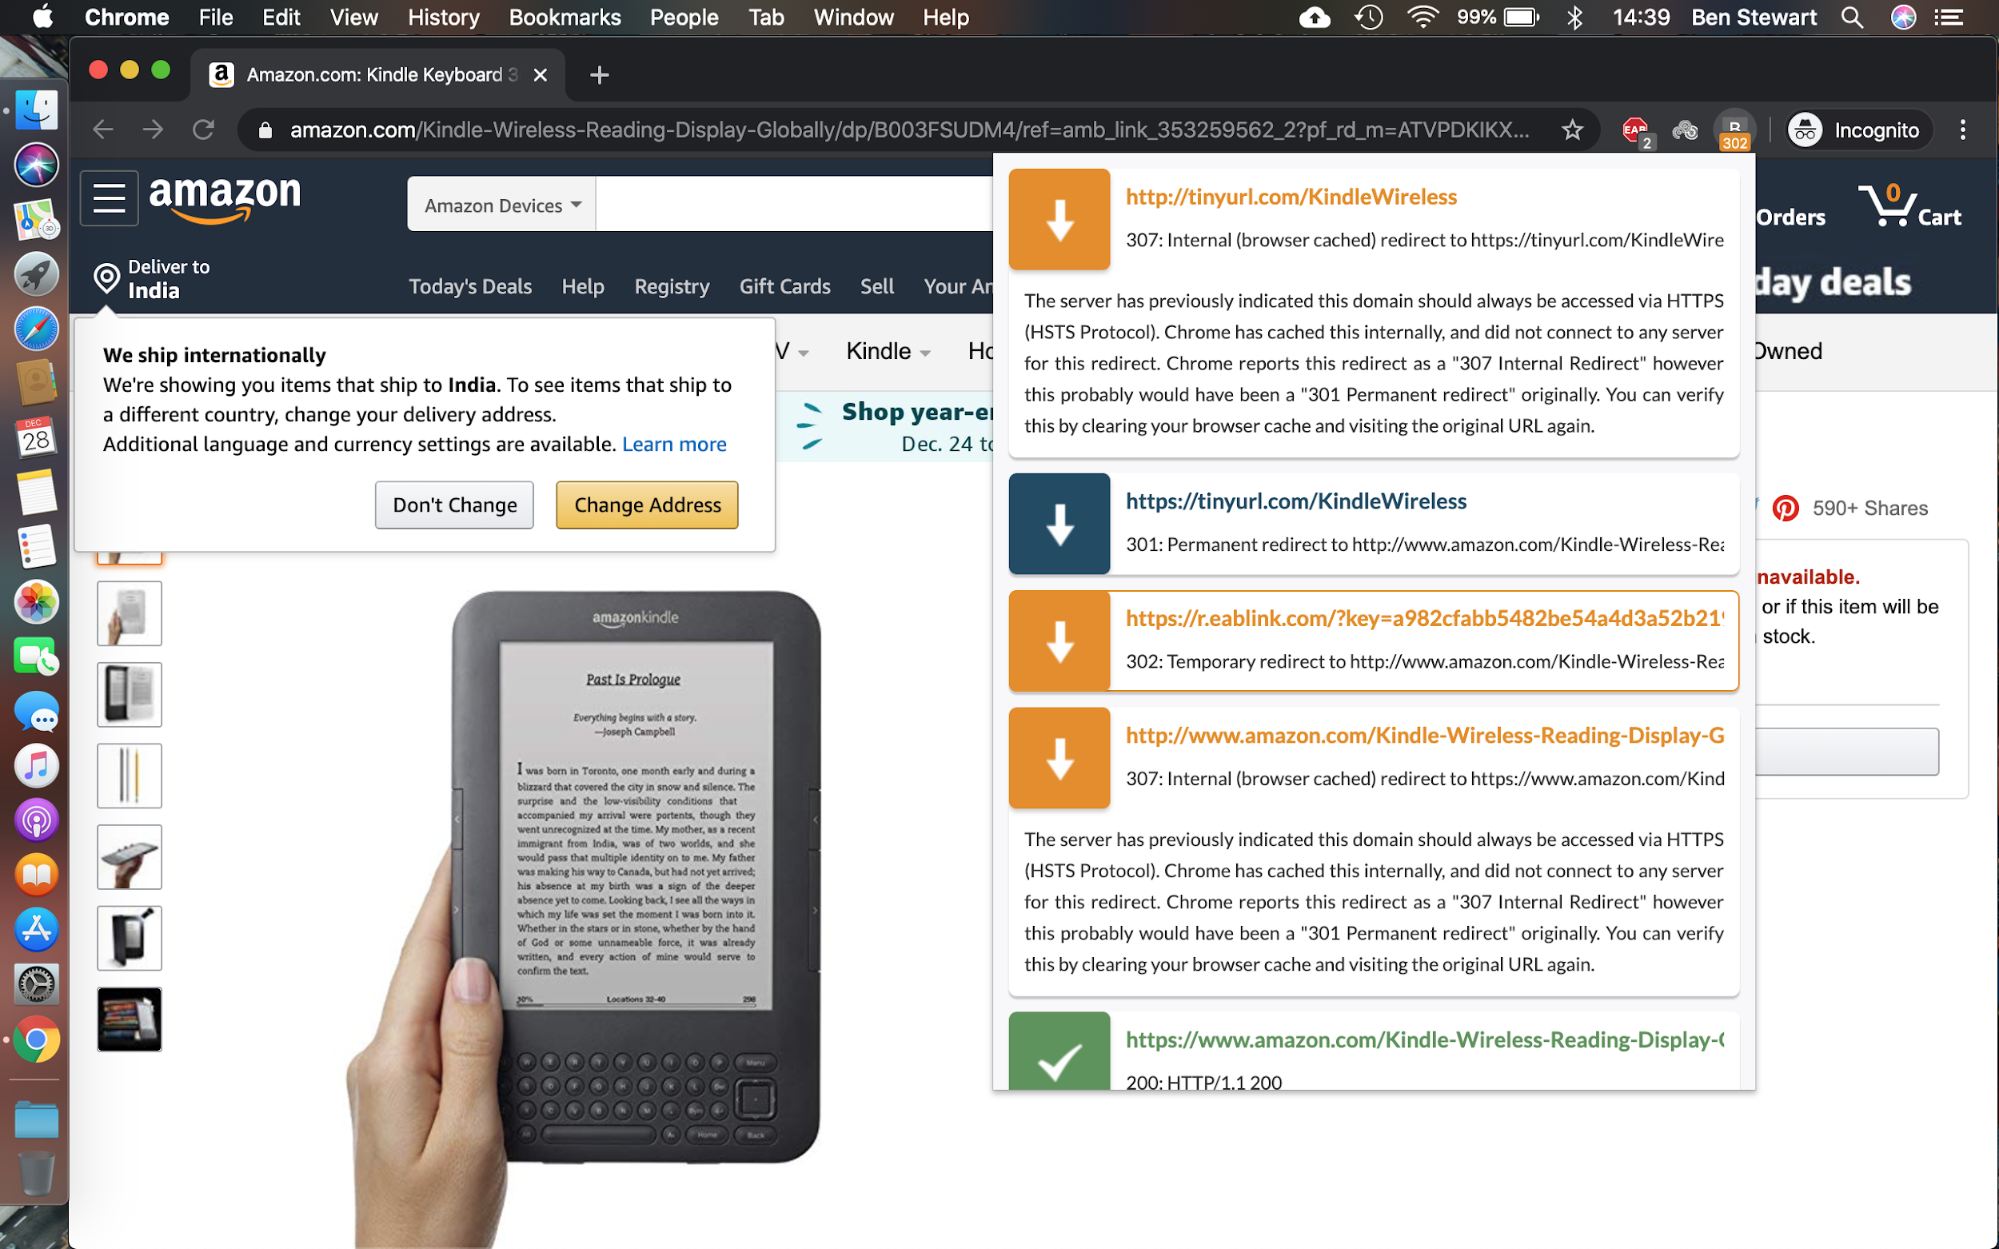 Chrome File Edit View History Bookmarks People Tab Window Help 99% 14:39 Ben Stewart
Amazon.com: Kindle Keyboard 3
amazon.com/Kindle-Wireless-Reading-Display-Globally/dp/B003FSUDM4/ref=amb_link_353259562_2?pf_rd_m=ATVPDKIKX...
EAB 2
302
Incognito
amazon
Amazon Devices
Orders
0 Cart
Deliver to
India
Today's Deals Help Registry Gift Cards Sell Your Am
day deals
V Kindle Ho
Owned
We ship internationally
We're showing you items that ship to India. To see items that ship to
a different country, change your delivery address.
Additional language and currency settings are available. Learn more
Don't Change Change Address
Shop year-en
Dec. 24 to
http://tinyurl.com/KindleWireless
307: Internal (browser cached) redirect to https://tinyurl.com/KindleWire
The server has previously indicated this domain should always be accessed via HTTPS
(HSTS Protocol). Chrome has cached this internally, and did not connect to any server
for this redirect. Chrome reports this redirect as a "307 Internal Redirect" however
this probably would have been a "301 Permanent redirect" originally. You can verify
this by clearing your browser cache and visiting the original URL again.
https://tinyurl.com/KindleWireless
301: Permanent redirect to http://www.amazon.com/Kindle-Wireless-Rea
https://r.eablink.com/?key=a982cfabb5482be54a4d3a52b219
302: Temporary redirect to http://www.amazon.com/Kindle-Wireless-Rea
http://www.amazon.com/Kindle-Wireless-Reading-Display-G
307: Internal (browser cached) redirect to https://www.amazon.com/Kind
The server has previously indicated this domain should always be accessed via HTTPS
(HSTS Protocol). Chrome has cached this internally, and did not connect to any server
for this redirect. Chrome reports this redirect as a "307 Internal Redirect" however
this probably would have been a "301 Permanent redirect" originally. You can verify
this by clearing your browser cache and visiting the original URL again.
https://www.amazon.com/Kindle-Wireless-Reading-Display-G
200: HTTP/1.1 200
590+ Shares
navailable.
or if this item will be
stock.
DEC
28
amazonkindle
Past Is Prologue
Everything begins with a story.
—Joseph Campbell
I was born in Toronto, one month early and during a
blizzard that covered the city in snow and silence. The
surprise and the low-visibility conditions that
accompanied my arrival were portents, though they
went unrecognized at the time. My mother, as a recent
immigrant from India, was of two worlds, and she
would pass that multiple identity on to me. My father
was making his way to Canada, but had not yet arrived;
his absence at my birth was a sign of the deeper
absence yet to come. Looking back, I see all the ways in
which my life was set the moment I was born into it.
Whether in the stars or in stone, whether by the hand
of God or some unnameable force, it was already
written, and every action of mine would serve to
confirm the text.
10% Locations 32-40 298
Menu
Home Back